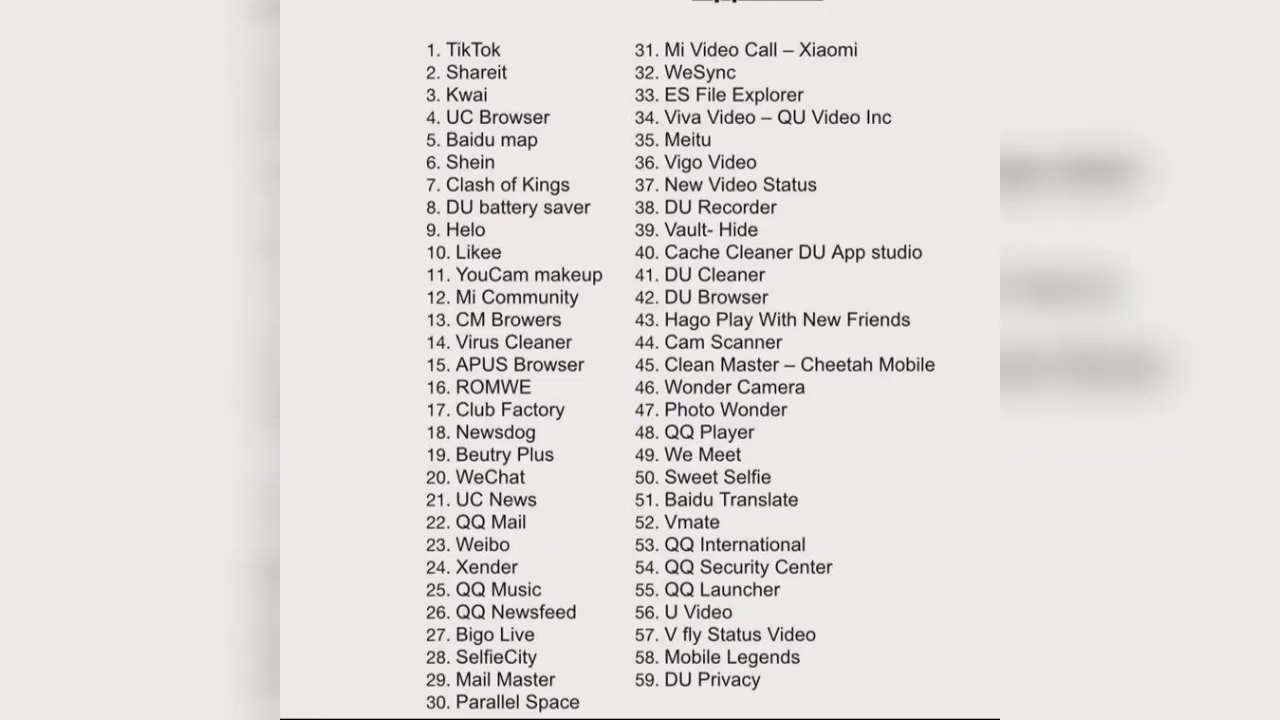 1. TikTok
2. Shareit
3. Kwai
4. UC Browser
5. Baidu map
6. Shein
7. Clash of Kings
8. DU battery saver
9. Helo
10. Likee
11. YouCam makeup
12. Mi Community
13. CM Browers
14. Virus Cleaner
15. APUS Browser
16. ROMWE
17. Club Factory
18. Newsdog
19. Beutry Plus
20. WeChat
21. UC News
22. QQ Mail
23. Weibo
24. Xender
25. QQ Music
26. QQ Newsfeed
27. Bigo Live
28. SelfieCity
29. Mail Master
30. Parallel Space
31. Mi Video Call – Xiaomi
32. WeSync
33. ES File Explorer
34. Viva Video – QU Video Inc
35. Meitu
36. Vigo Video
37. New Video Status
38. DU Recorder
39. Vault- Hide
40. Cache Cleaner DU App studio
41. DU Cleaner
42. DU Browser
43. Hago Play With New Friends
44. Cam Scanner
45. Clean Master – Cheetah Mobile
46. Wonder Camera
47. Photo Wonder
48. QQ Player
49. We Meet
50. Sweet Selfie
51. Baidu Translate
52. Vmate
53. QQ International
54. QQ Security Center
55. QQ Launcher
56. U Video
57. V fly Status Video
58. Mobile Legends
59. DU Privacy